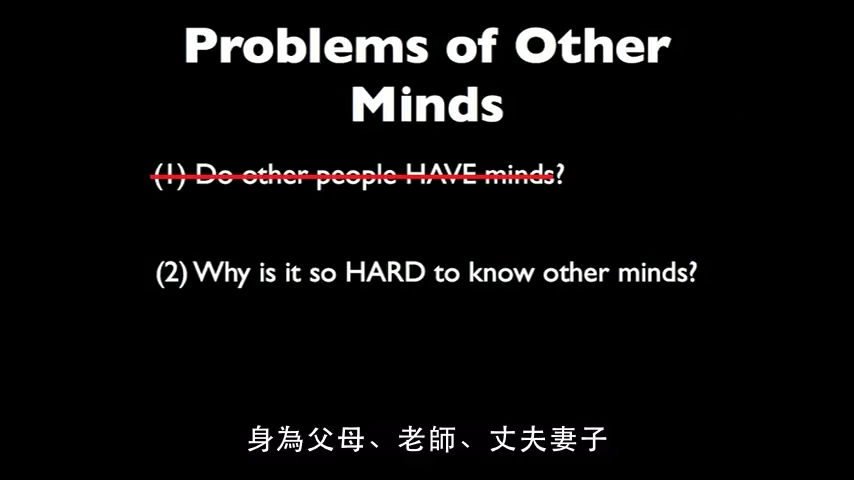 Problems of Other
Minds
(1) Do other people HAVE minds?
(2) Why is it so HARD to know other minds?
身為父母、老師、丈夫妻子